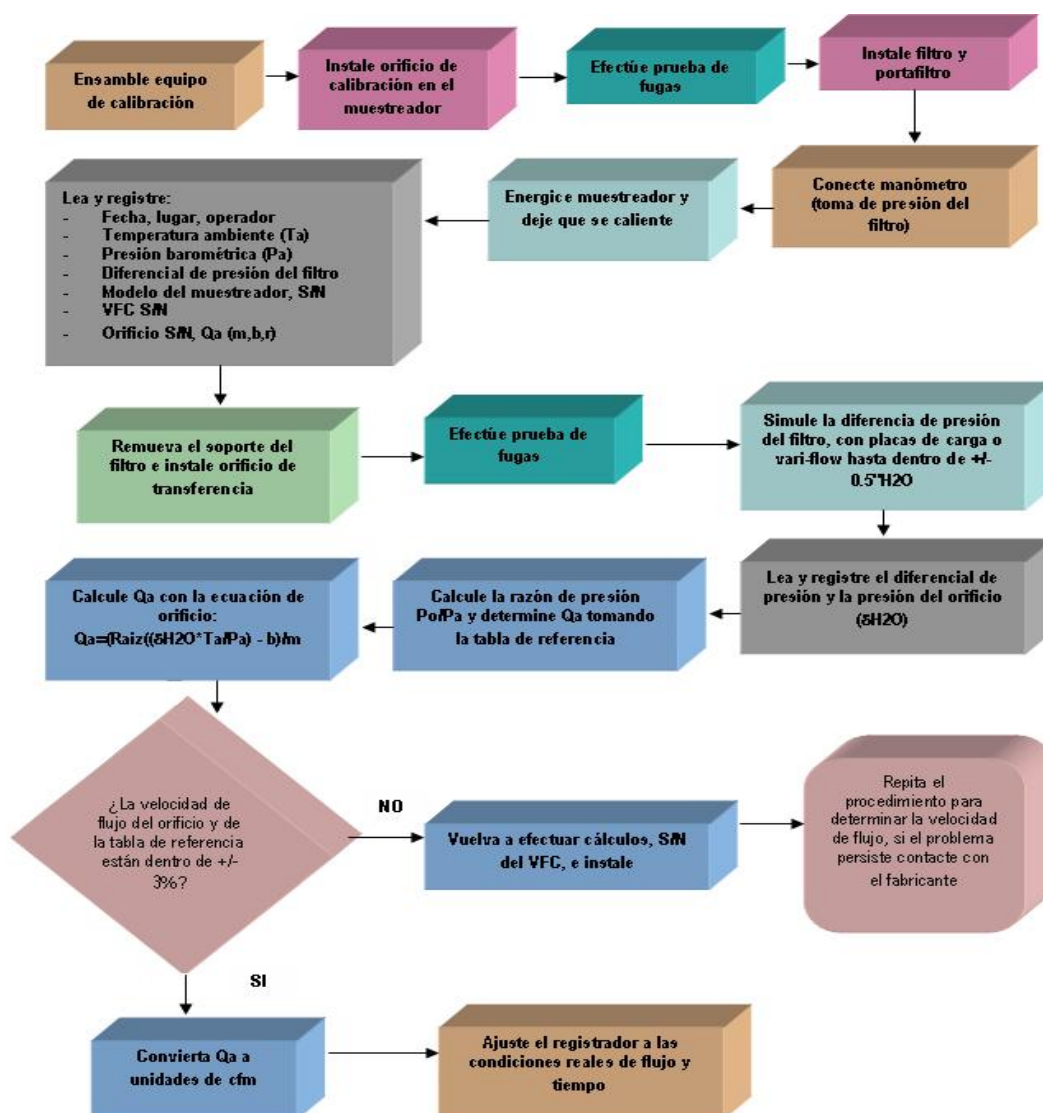 Ensamble equipo
de calibración
Instale orificio de
calibración en el
muestreador
Efectúe prueba de
fugas
Instale filtro y
portafiltro
Conecte manómetro
(toma de presión del
filtro)
Energice muestreador y
deje que se caliente
Lea y registre:
- Fecha, lugar, operador
- Temperatura ambiente (Ta)
- Presión barométrica (Pa)
- Diferencial de presión del filtro
- Modelo del muestreador, S/N
- VFC S/N
- Orificio S/N, Qa (m,b,r)
Remueva el soporte del
filtro e instale orificio de
transferencia
Efectúe prueba de
fugas
Simule la diferencia de presión
del filtro, con placas de carga o
vari-flow hasta dentro de +/-
0.5"H2O
Lea y registre el diferencial de
presión y la presión del orificio
(δH2O)
Calcule la razón de presión
Po/Pa y determine Qa tomando
la tabla de referencia
Calcule Qa con la ecuación de
orificio:
Qa=(Raiz((δH2O*Ta/Pa) - b)/m
¿La velocidad de
flujo del orificio y de
la tabla de referencia
están dentro de +/-
3%?
NO
Vuelva a efectuar cálculos, S/N
del VFC, e instale
Repita el
procedimiento para
determinar la velocidad
de flujo, si el problema
persiste contacte con
el fabricante
SI
Convierta Qa a
unidades de cfm
Ajuste el registrador a las
condiciones reales de flujo y
tiempo